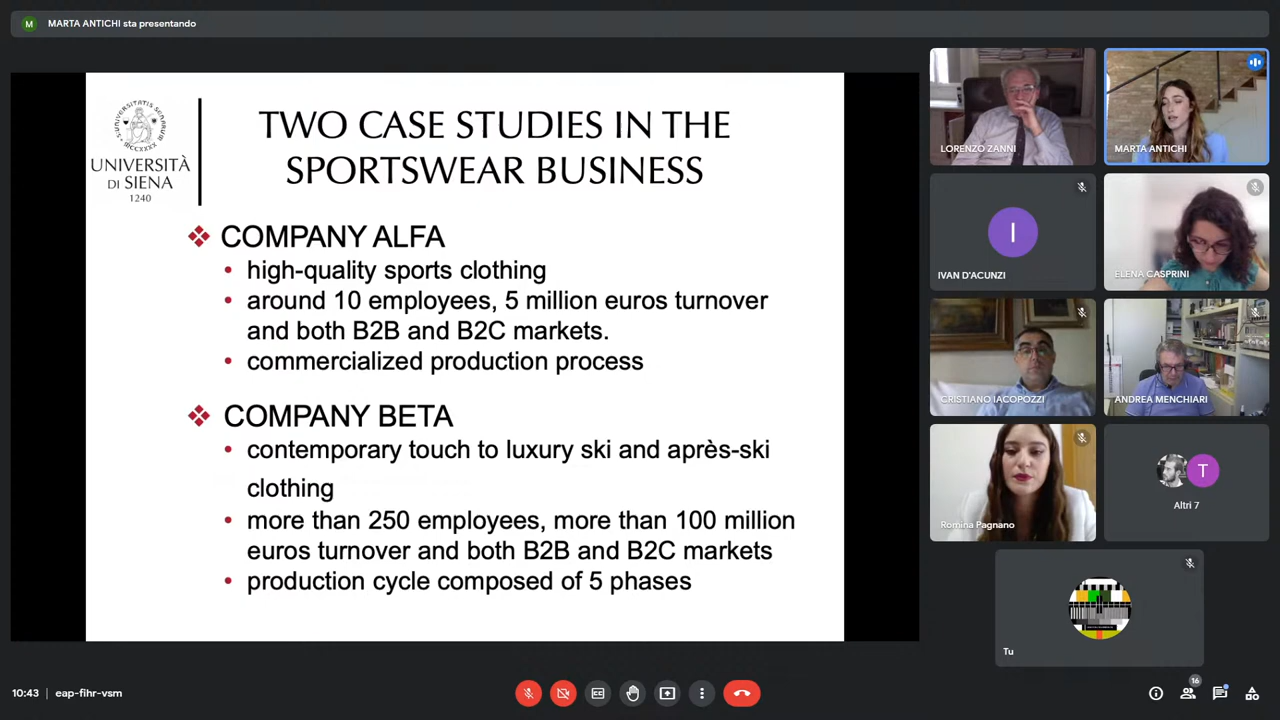 M MARTA ANTICHI sta presentando
UNIVERSITÀ
DI SIENA
1240
TWO CASE STUDIES IN THE
SPORTSWEAR BUSINESS
❖ COMPANY ALFA
• high-quality sports clothing
• around 10 employees, 5 million euros turnover
and both B2B and B2C markets.
• commercialized production process
❖ COMPANY BETA
• contemporary touch to luxury ski and après-ski
clothing
• more than 250 employees, more than 100 million
euros turnover and both B2B and B2C markets
• production cycle composed of 5 phases
LORENZO ZANNI
MARTA ANTICHI
I
IVAN D'ACUNZI
ELENA CASPRINI
CRISTIANO IACOPOZZI
ANDREA MENCHIARI
Romina Pagnano
T
Altri 7
Tu
10:43 | eap-fihr-vsm
16